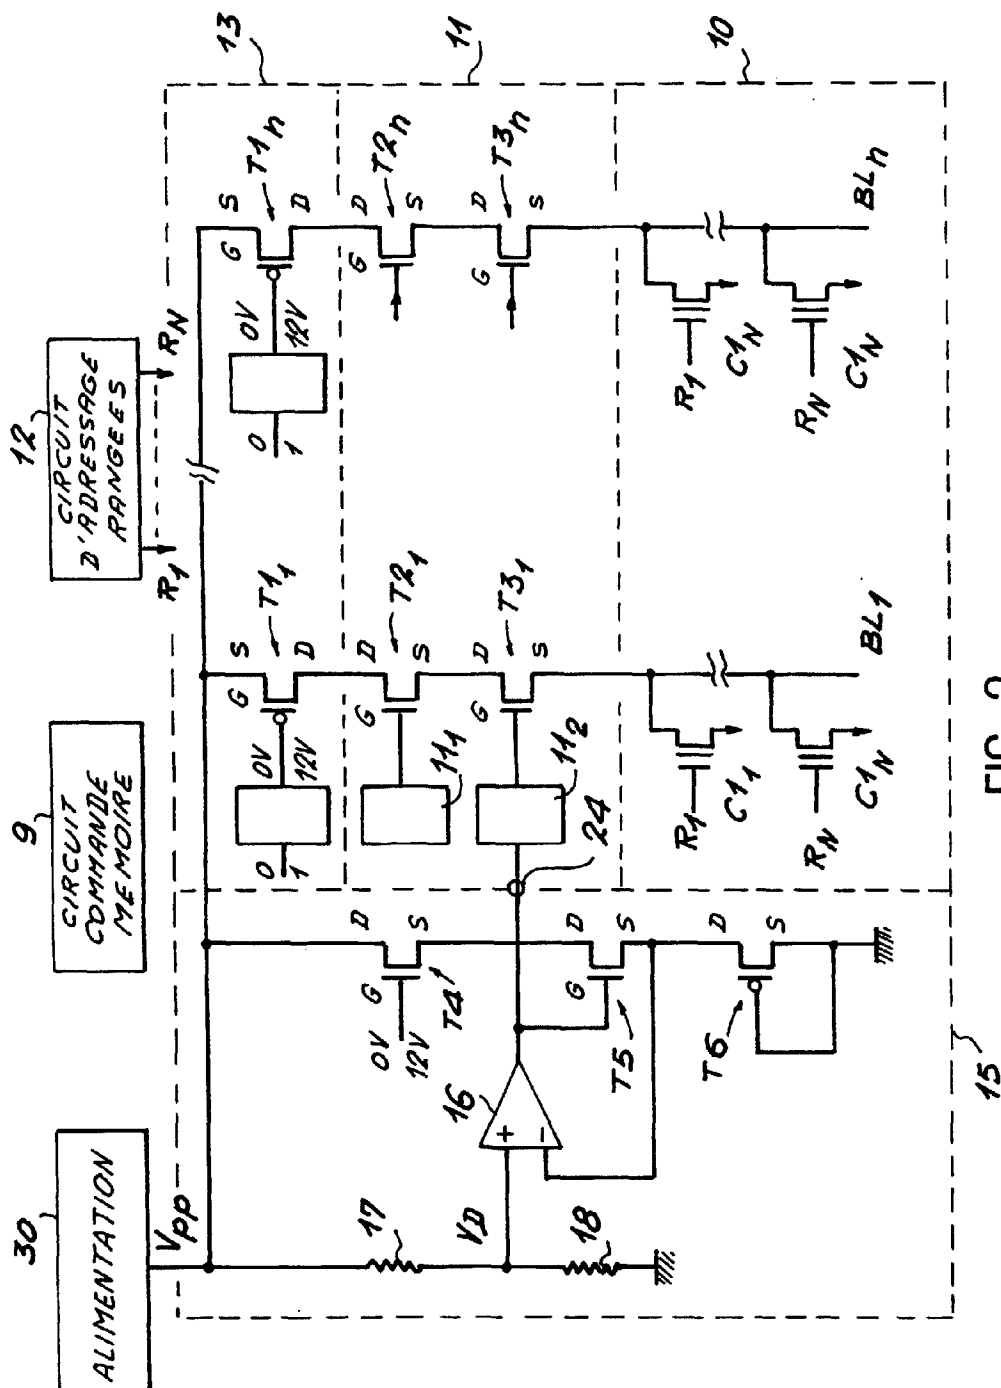 30
ALIMENTATION
Vpp
9
CIRCUIT
COMMANDE
MEMOIRE
12
CIRCUIT
D'ADRESSAGE
RANGEES
R1
RN
13
11
10
15
17
VD
18
16
+
−
0V
12V
G
D
S
T4
G
D
S
T5
D
S
T6
24
0
1
0V
12V
G
S
D
T1₁
11₁
G
D
S
T2₁
11₂
G
D
S
T3₁
R1
C1₁
RN
C1N
BL1
0
1
0V
12V
G
S
D
T1n
G
D
S
T2n
G
D
S
T3n
R1
C1N
RN
C1N
BLn